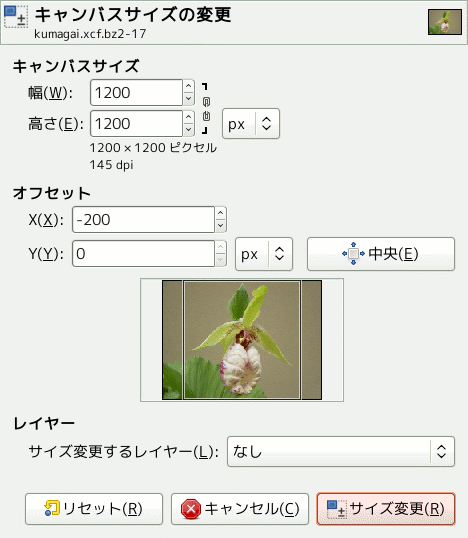 キャンバスサイズの変更
kumagai.xcf.bz2-17
キャンバスサイズ
幅(W): 1200
高さ(E): 1200 px
1200 × 1200 ピクセル
145 dpi
オフセット
X(X): -200
Y(Y): 0 px 中央(E)
レイヤー
サイズ変更するレイヤー(L): なし
リセット(R) キャンセル(C) サイズ変更(R)